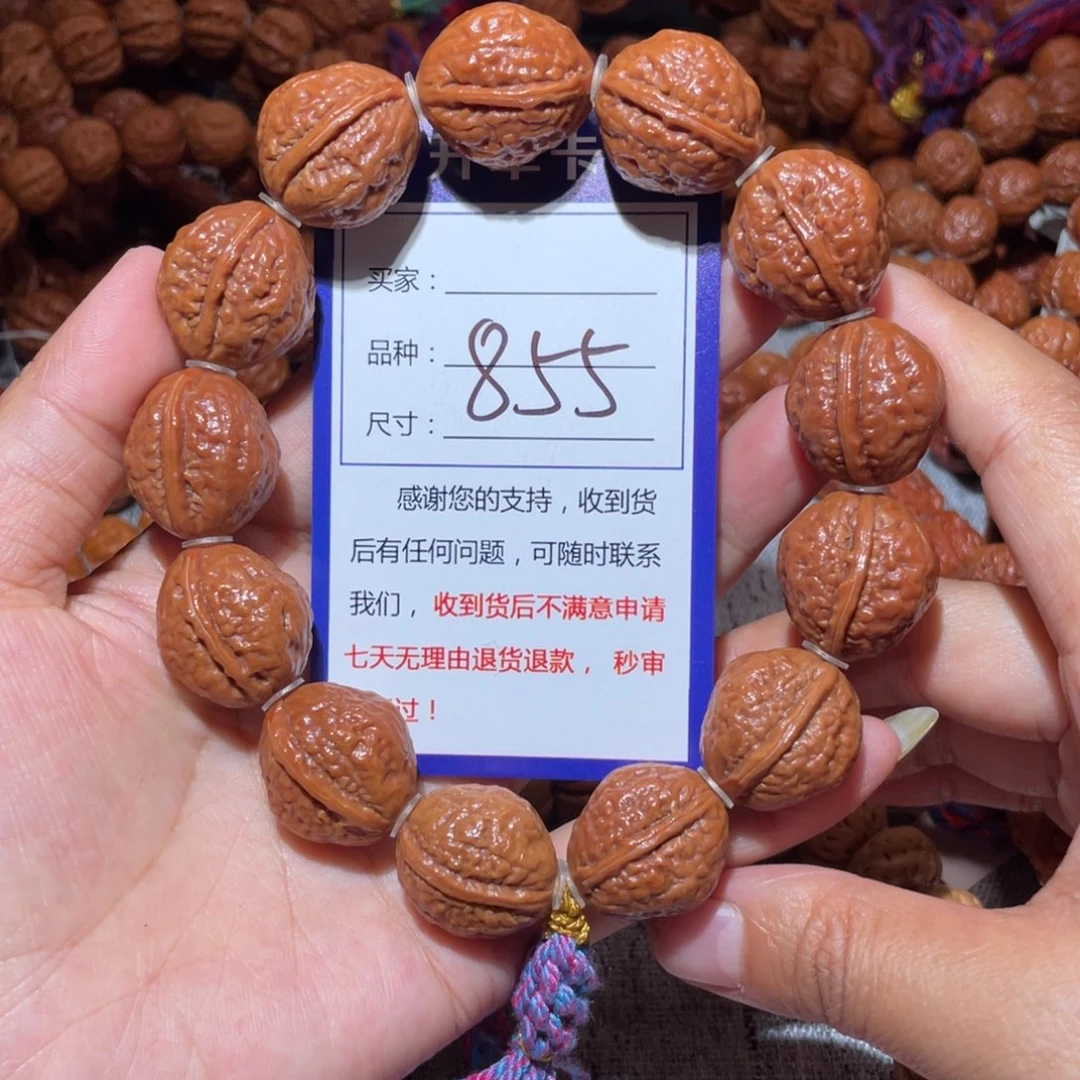 买家：
品种：855
尺寸：
感谢您的支持，收到货
后有任何问题，可随时联系
我们，收到货后不满意申请
七天无理由退货退款，秒审
过！